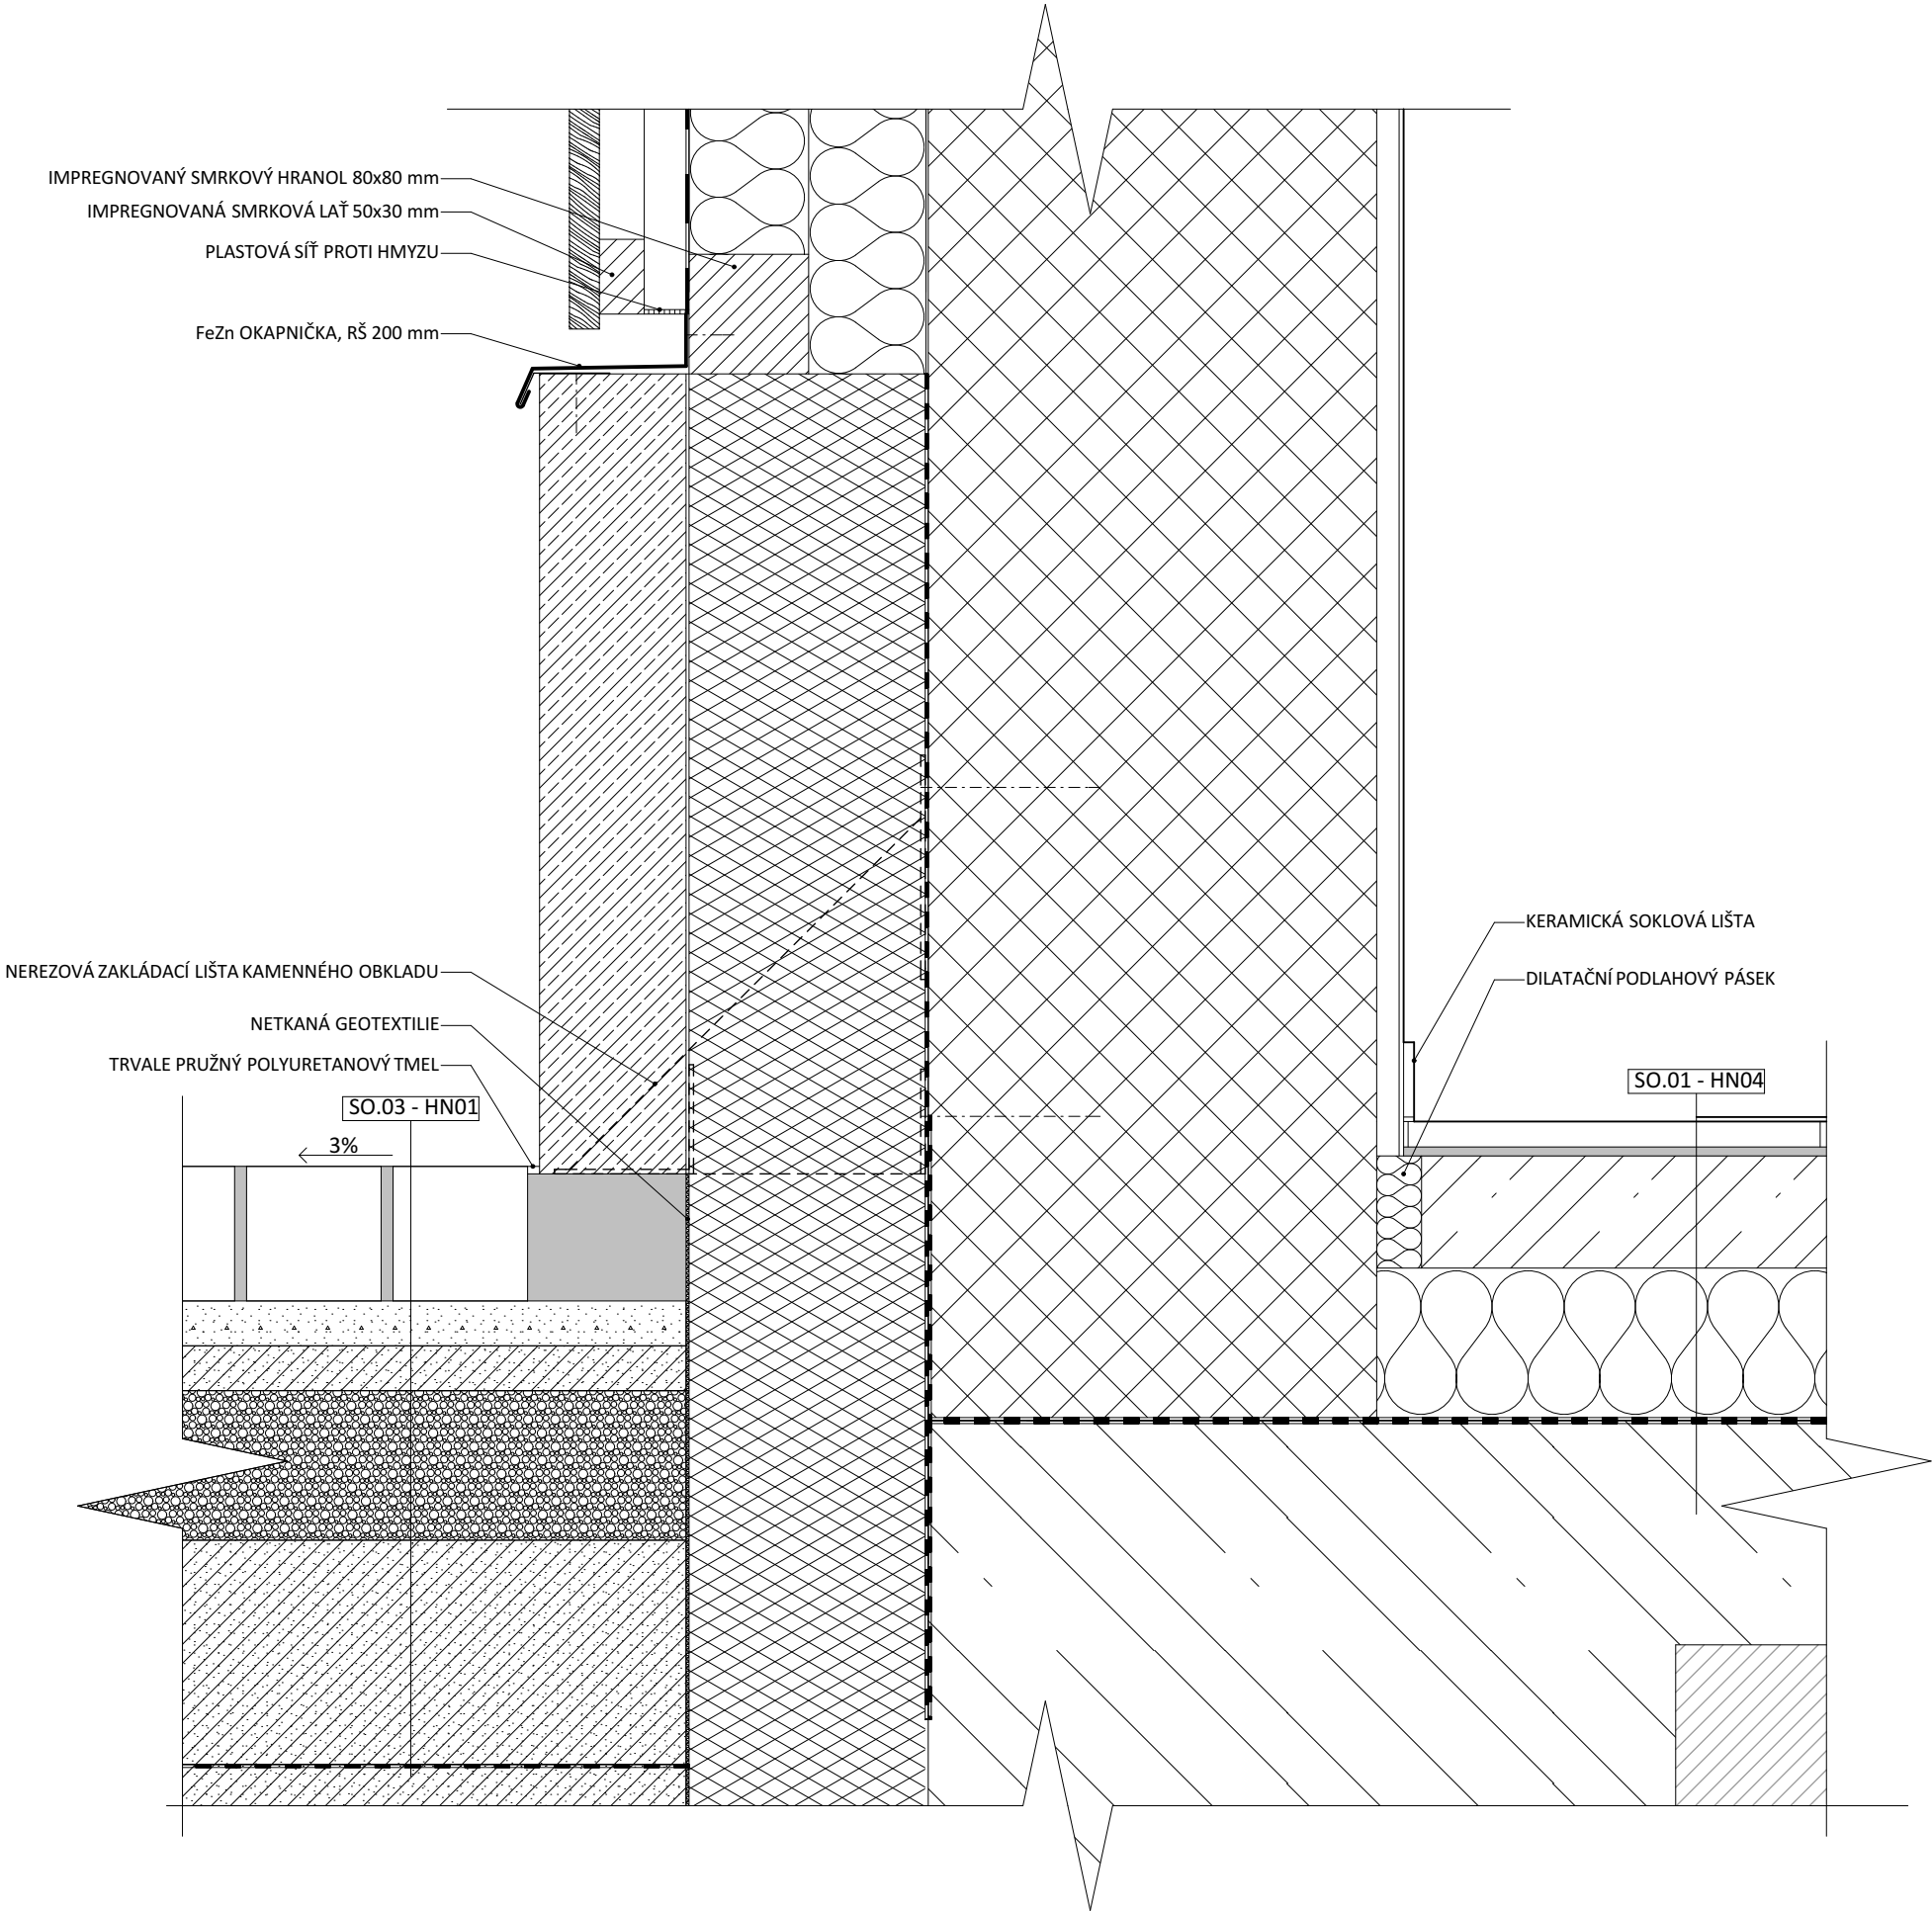 IMPREGNOVANÝ SMRKOVÝ HRANOL 80x80 mm
IMPREGNOVANÁ SMRKOVÁ LAŤ 50x30 mm
PLASTOVÁ SÍŤ PROTI HMYZU
FeZn OKAPNIČKA, RŠ 200 mm
KERAMICKÁ SOKLOVÁ LIŠTA
NEREZOVÁ ZAKLÁDACÍ LIŠTA KAMENNÉHO OBKLADU
DILATAČNÍ PODLAHOVÝ PÁSEK
NETKANÁ GEOTEXTILIE
TRVALE PRUŽNÝ POLYURETANOVÝ TMEL
SO.01 - HN04
SO.03 - HN01
3%